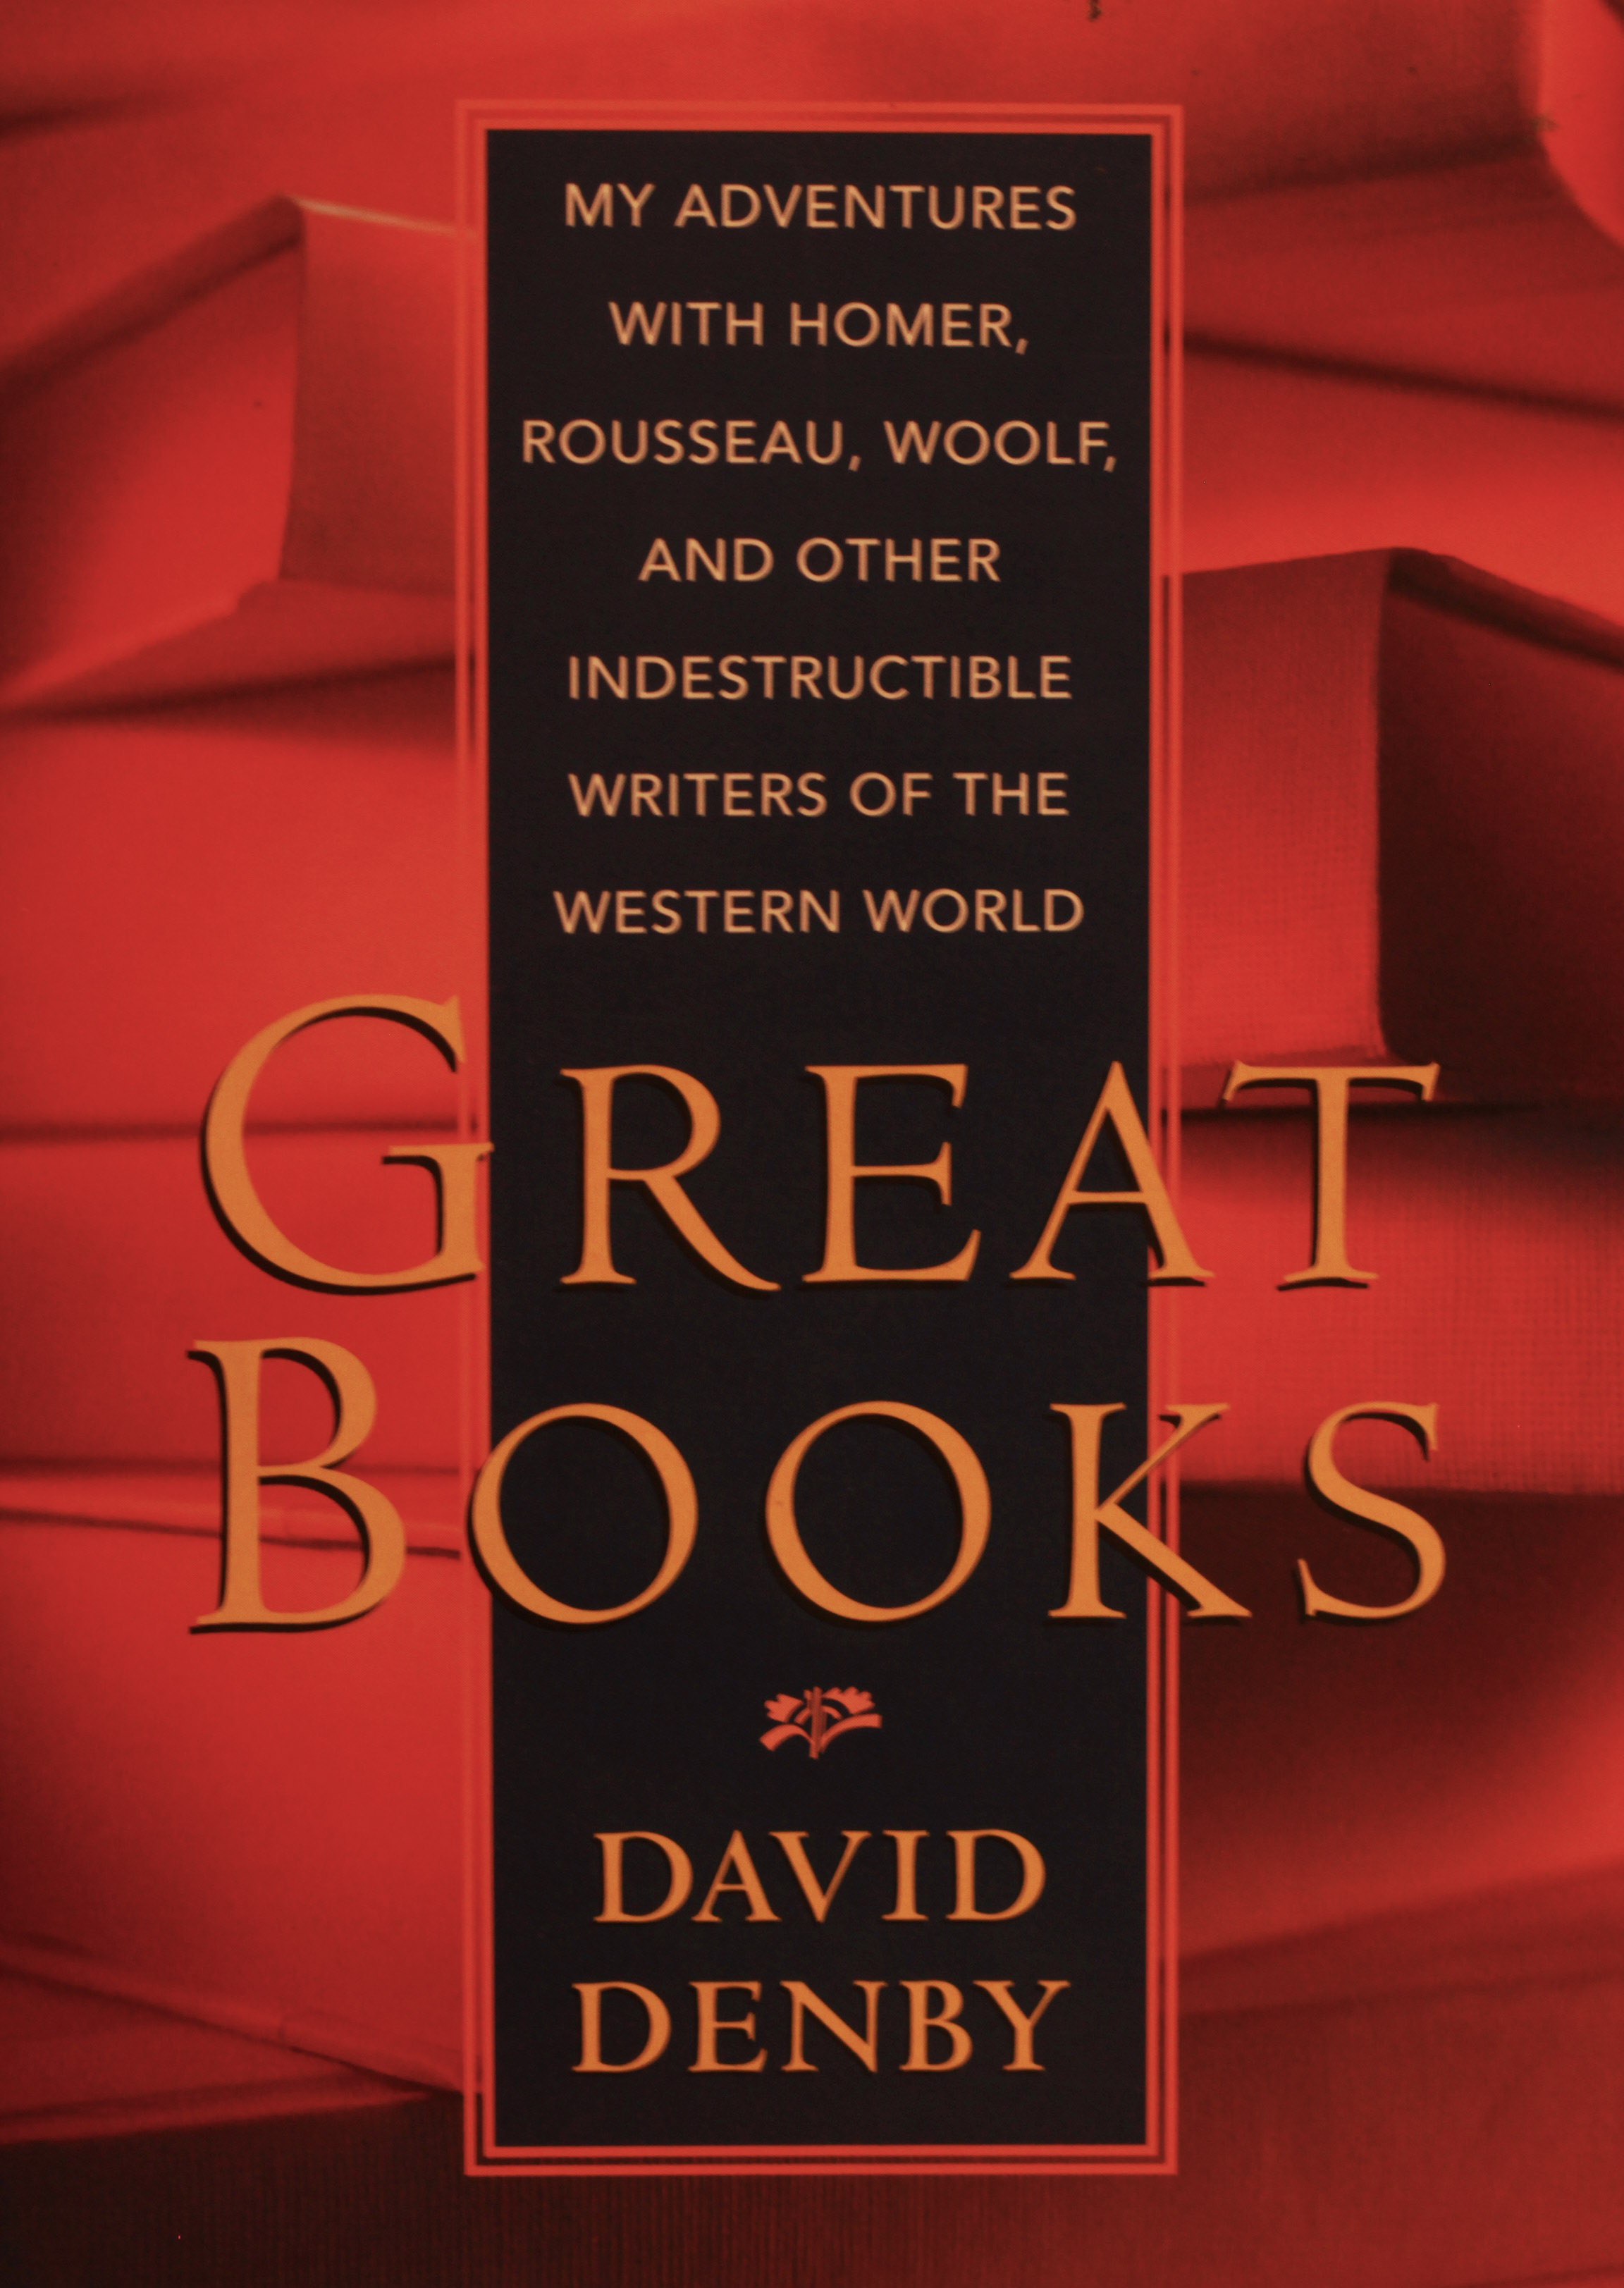 MY ADVENTURES
WITH HOMER,
ROUSSEAU, WOOLF,
AND OTHER
INDESTRUCTIBLE
WRITERS OF THE
WESTERN WORLD
GREAT
BOOKS
DAVID
DENBY